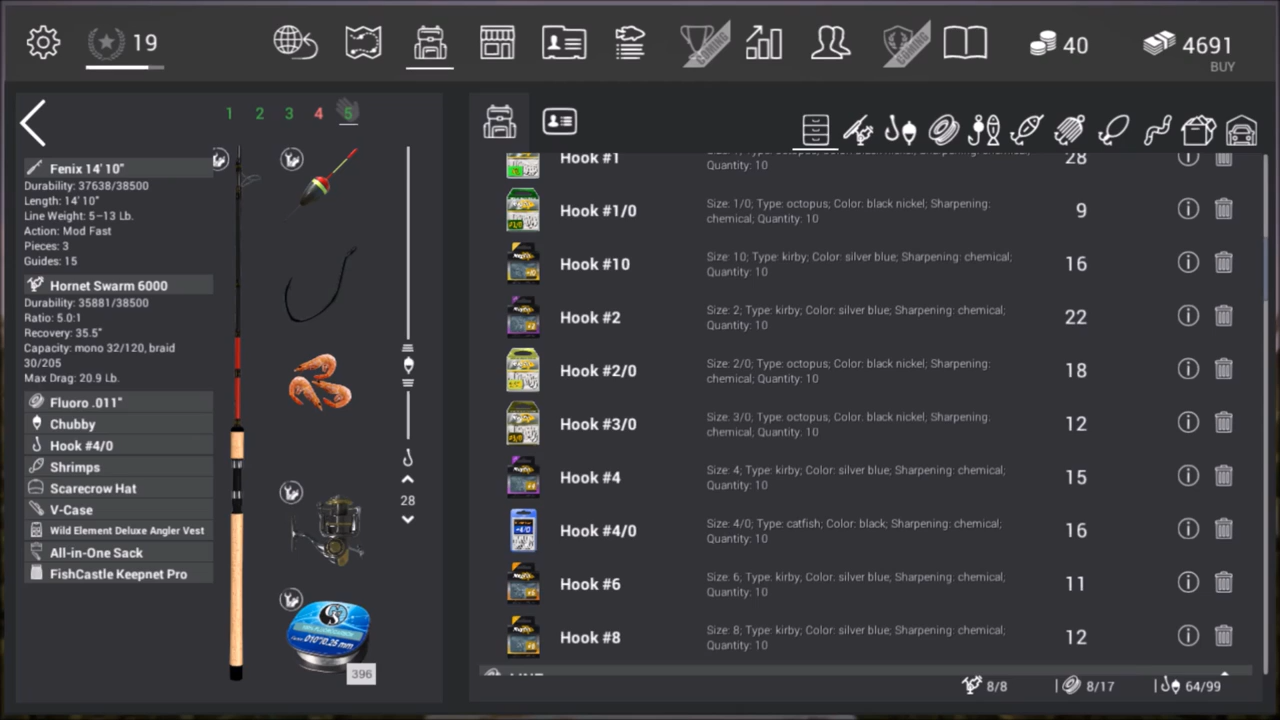 19
COMING
COMING
40
4691
BUY
1 2 3 4 5
Fenix 14' 10"
Durability: 37638/38500
Length: 14' 10"
Line Weight: 5–13 Lb.
Action: Mod Fast
Pieces: 3
Guides: 15
Hornet Swarm 6000
Durability: 35881/38500
Ratio: 5.0:1
Recovery: 35.5"
Capacity: mono 32/120, braid
30/205
Max Drag: 20.9 Lb.
Fluoro .011"
Chubby
Hook #4/0
Shrimps
Scarecrow Hat
V-Case
Wild Element Deluxe Angler Vest
All-in-One Sack
FishCastle Keepnet Pro
28
396
Hook #1
Quantity: 10
28
Hook #1/0
Size: 1/0; Type: octopus; Color: black nickel; Sharpening:
chemical; Quantity: 10
9
Hook #10
Size: 10; Type: kirby; Color: silver blue; Sharpening: chemical;
Quantity: 10
16
Hook #2
Size: 2; Type: kirby; Color: silver blue; Sharpening: chemical;
Quantity: 10
22
Hook #2/0
Size: 2/0; Type: octopus; Color: black nickel; Sharpening:
chemical; Quantity: 10
18
Hook #3/0
Size: 3/0; Type: octopus; Color: black nickel; Sharpening:
chemical; Quantity: 10
12
Hook #4
Size: 4; Type: kirby; Color: silver blue; Sharpening: chemical;
Quantity: 10
15
Hook #4/0
Size: 4/0; Type: catfish; Color: black; Sharpening: chemical;
Quantity: 10
16
Hook #6
Size: 6; Type: kirby; Color: silver blue; Sharpening: chemical;
Quantity: 10
11
Hook #8
Size: 8; Type: kirby; Color: silver blue; Sharpening: chemical;
Quantity: 10
12
8/8
8/17
64/99